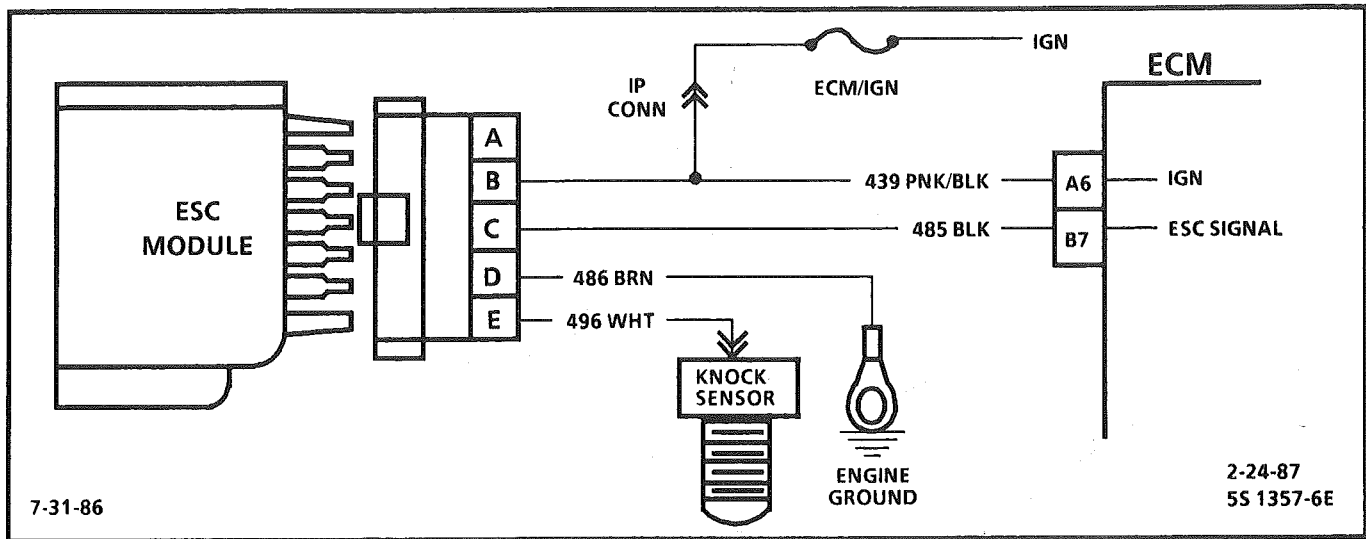 IGN
ECM
IP
CONN
ECM/IGN
A
B
439 PNK/BLK
A6
IGN
ESC
MODULE
C
485 BLK
B7
ESC SIGNAL
D
486 BRN
E
496 WHT
KNOCK
SENSOR
ENGINE
GROUND
7-31-86
2-24-87
5S 1357-6E